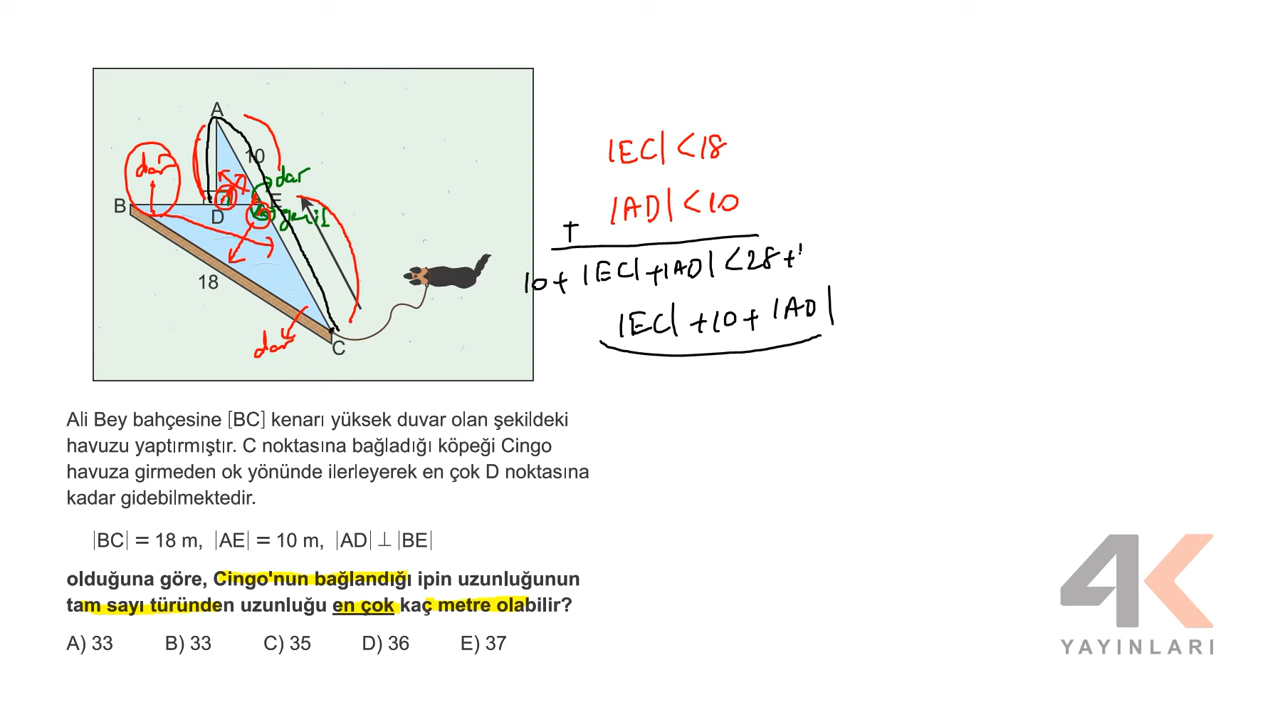 A
10
dar
dar
B
D
E
genil
18
dar
C
|EC| < 18
|AD| < 10
+
10 + |EC| + |AD| < 28 + 1
|EC| + 10 + |AD|
Ali Bey bahçesine [BC] kenarı yüksek duvar olan şekildeki
havuzu yaptırmıştır. C noktasına bağladığı köpeği Cingo
havuza girmeden ok yönünde ilerleyerek en çok D noktasına
kadar gidebilmektedir.
|BC| = 18 m, |AE| = 10 m, |AD| ⊥ |BE|
olduğuna göre, Cingo'nun bağlandığı ipin uzunluğunun
tam sayı türünden uzunluğu en çok kaç metre olabilir?
A) 33 B) 33 C) 35 D) 36 E) 37
4K
YAYINLARI